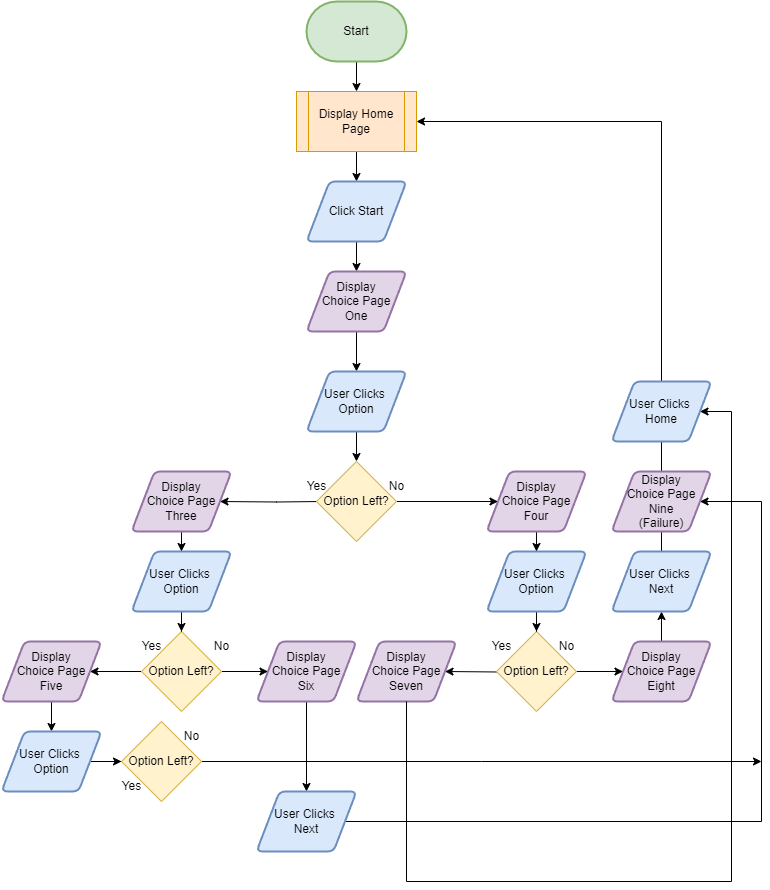 Start
Display Home
Page
Click Start
Display
Choice Page
One
User Clicks
Option
User Clicks
Home
Yes
No
Option Left?
Display
Choice Page
Three
Display
Choice Page
Four
Display
Choice Page
Nine
(Failure)
User Clicks
Option
User Clicks
Option
User Clicks
Next
Yes
No
Yes
No
Display
Choice Page
Five
Option Left?
Display
Choice Page
Six
Display
Choice Page
Seven
Option Left?
Display
Choice Page
Eight
No
User Clicks
Option
Option Left?
Yes
User Clicks
Next